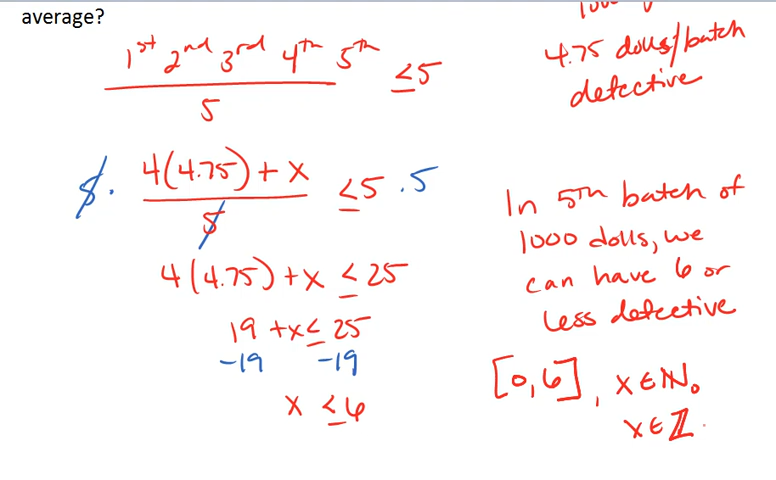 average?
1st 2nd 3rd 4th 5th
5
≤5
4.75 dolls/batch
defective
5 · 4(4.75) + x
5
≤5 · 5
4(4.75) + x ≤ 25
19 + x ≤ 25
-19 -19
x ≤ 6
In 5th batch of
1000 dolls, we
can have 6 or
less defective
[0,6], x ∈ ℕ₀
x ∈ ℤ